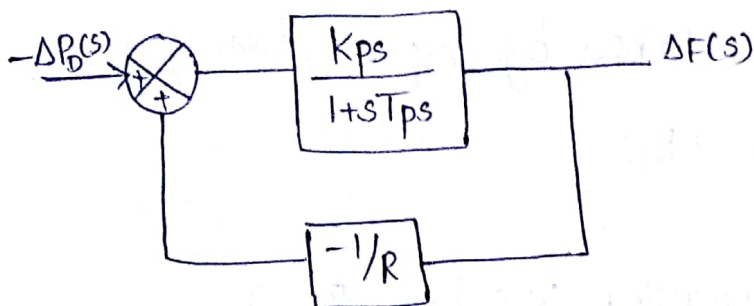 -ΔP_D(s)
+
+
Kps
1+sTps
ΔF(s)
-1/R